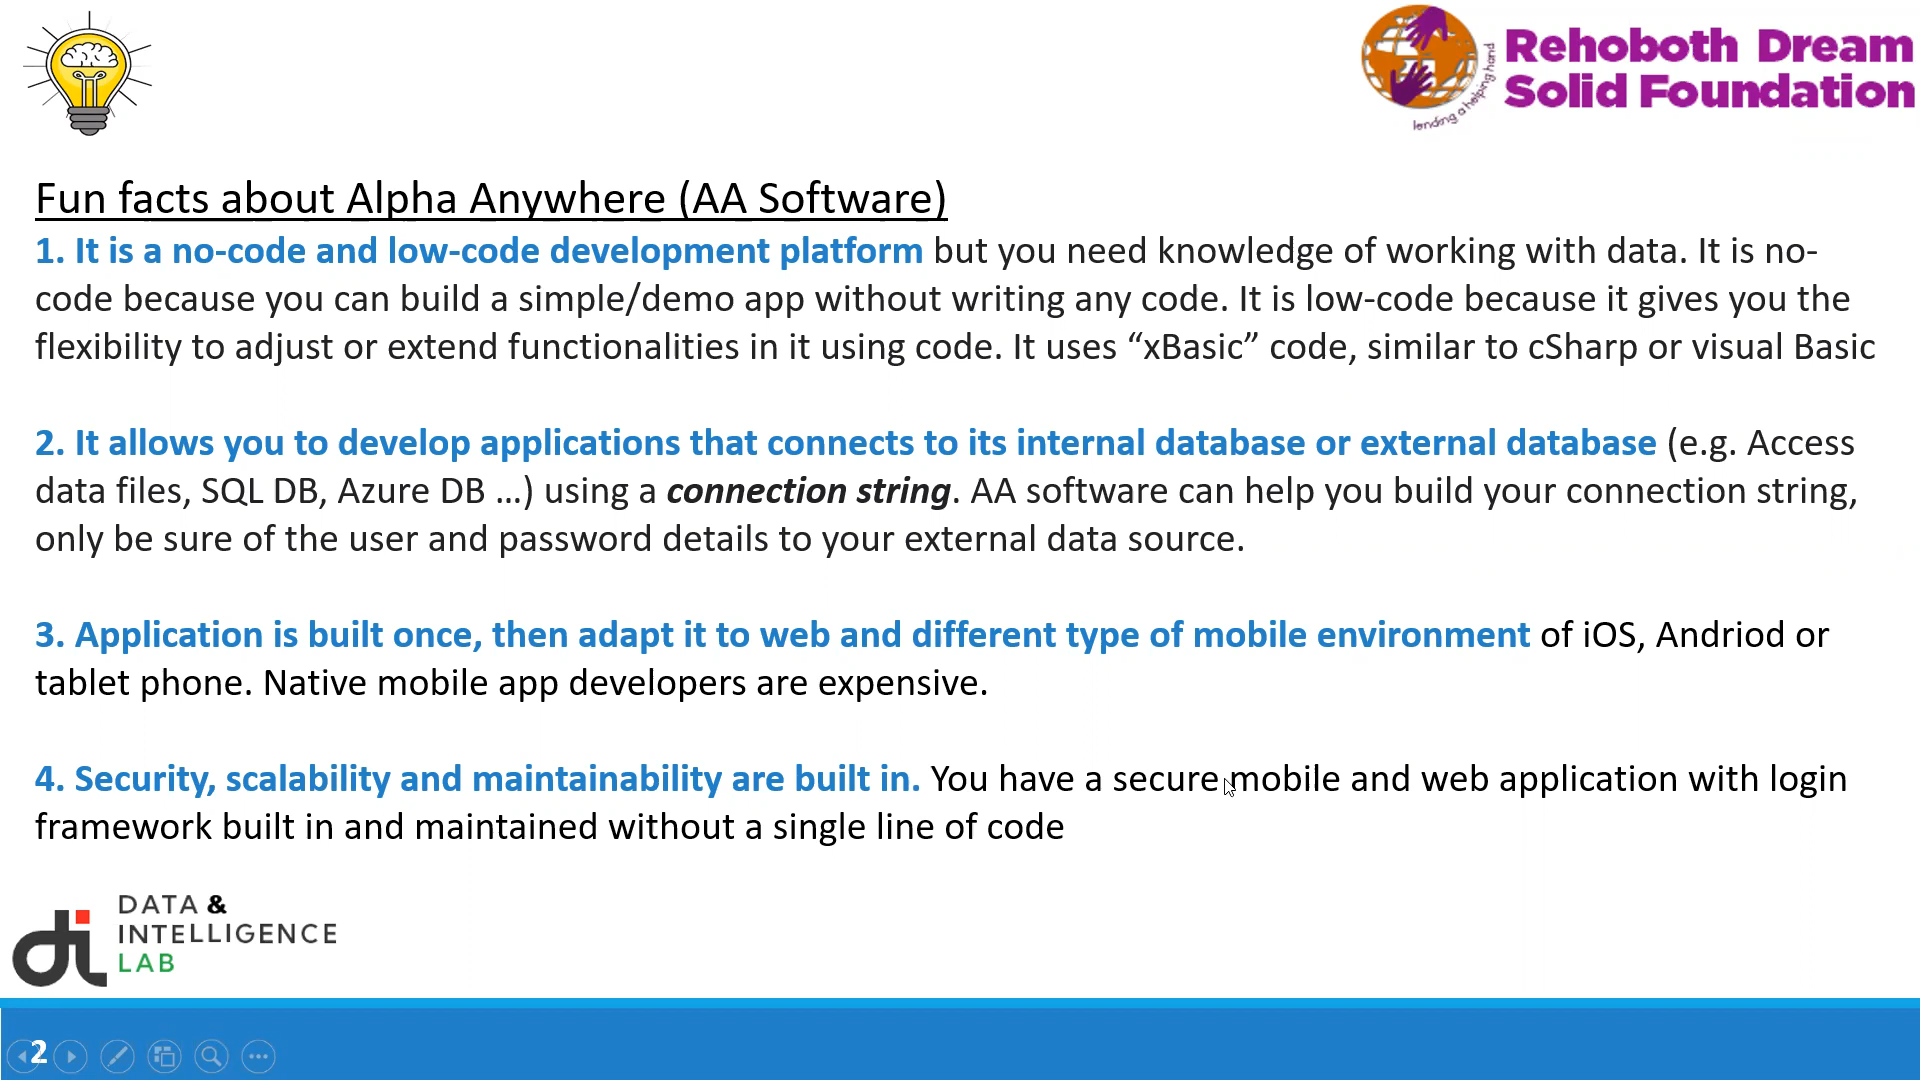 Rehoboth Dream
Solid Foundation
lending a helping hand
Fun facts about Alpha Anywhere (AA Software)
1. It is a no-code and low-code development platform but you need knowledge of working with data. It is no-
code because you can build a simple/demo app without writing any code. It is low-code because it gives you the
flexibility to adjust or extend functionalities in it using code. It uses “xBasic” code, similar to cSharp or visual Basic
2. It allows you to develop applications that connects to its internal database or external database (e.g. Access
data files, SQL DB, Azure DB ...) using a connection string. AA software can help you build your connection string,
only be sure of the user and password details to your external data source.
3. Application is built once, then adapt it to web and different type of mobile environment of iOS, Andriod or
tablet phone. Native mobile app developers are expensive.
4. Security, scalability and maintainability are built in. You have a secure mobile and web application with login
framework built in and maintained without a single line of code
DATA &
INTELLIGENCE
LAB
2